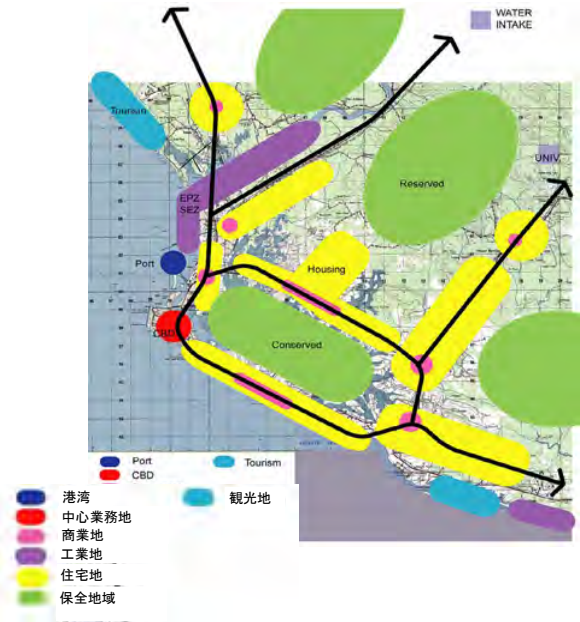 WATER
INTAKE
Tourism
UNIV.
Reserved
EPZ
SEZ
Port
Housing
Conserved
CBD
Port
Tourism
CBD
港湾
観光地
中心業務地
商業地
工業地
住宅地
保全地域